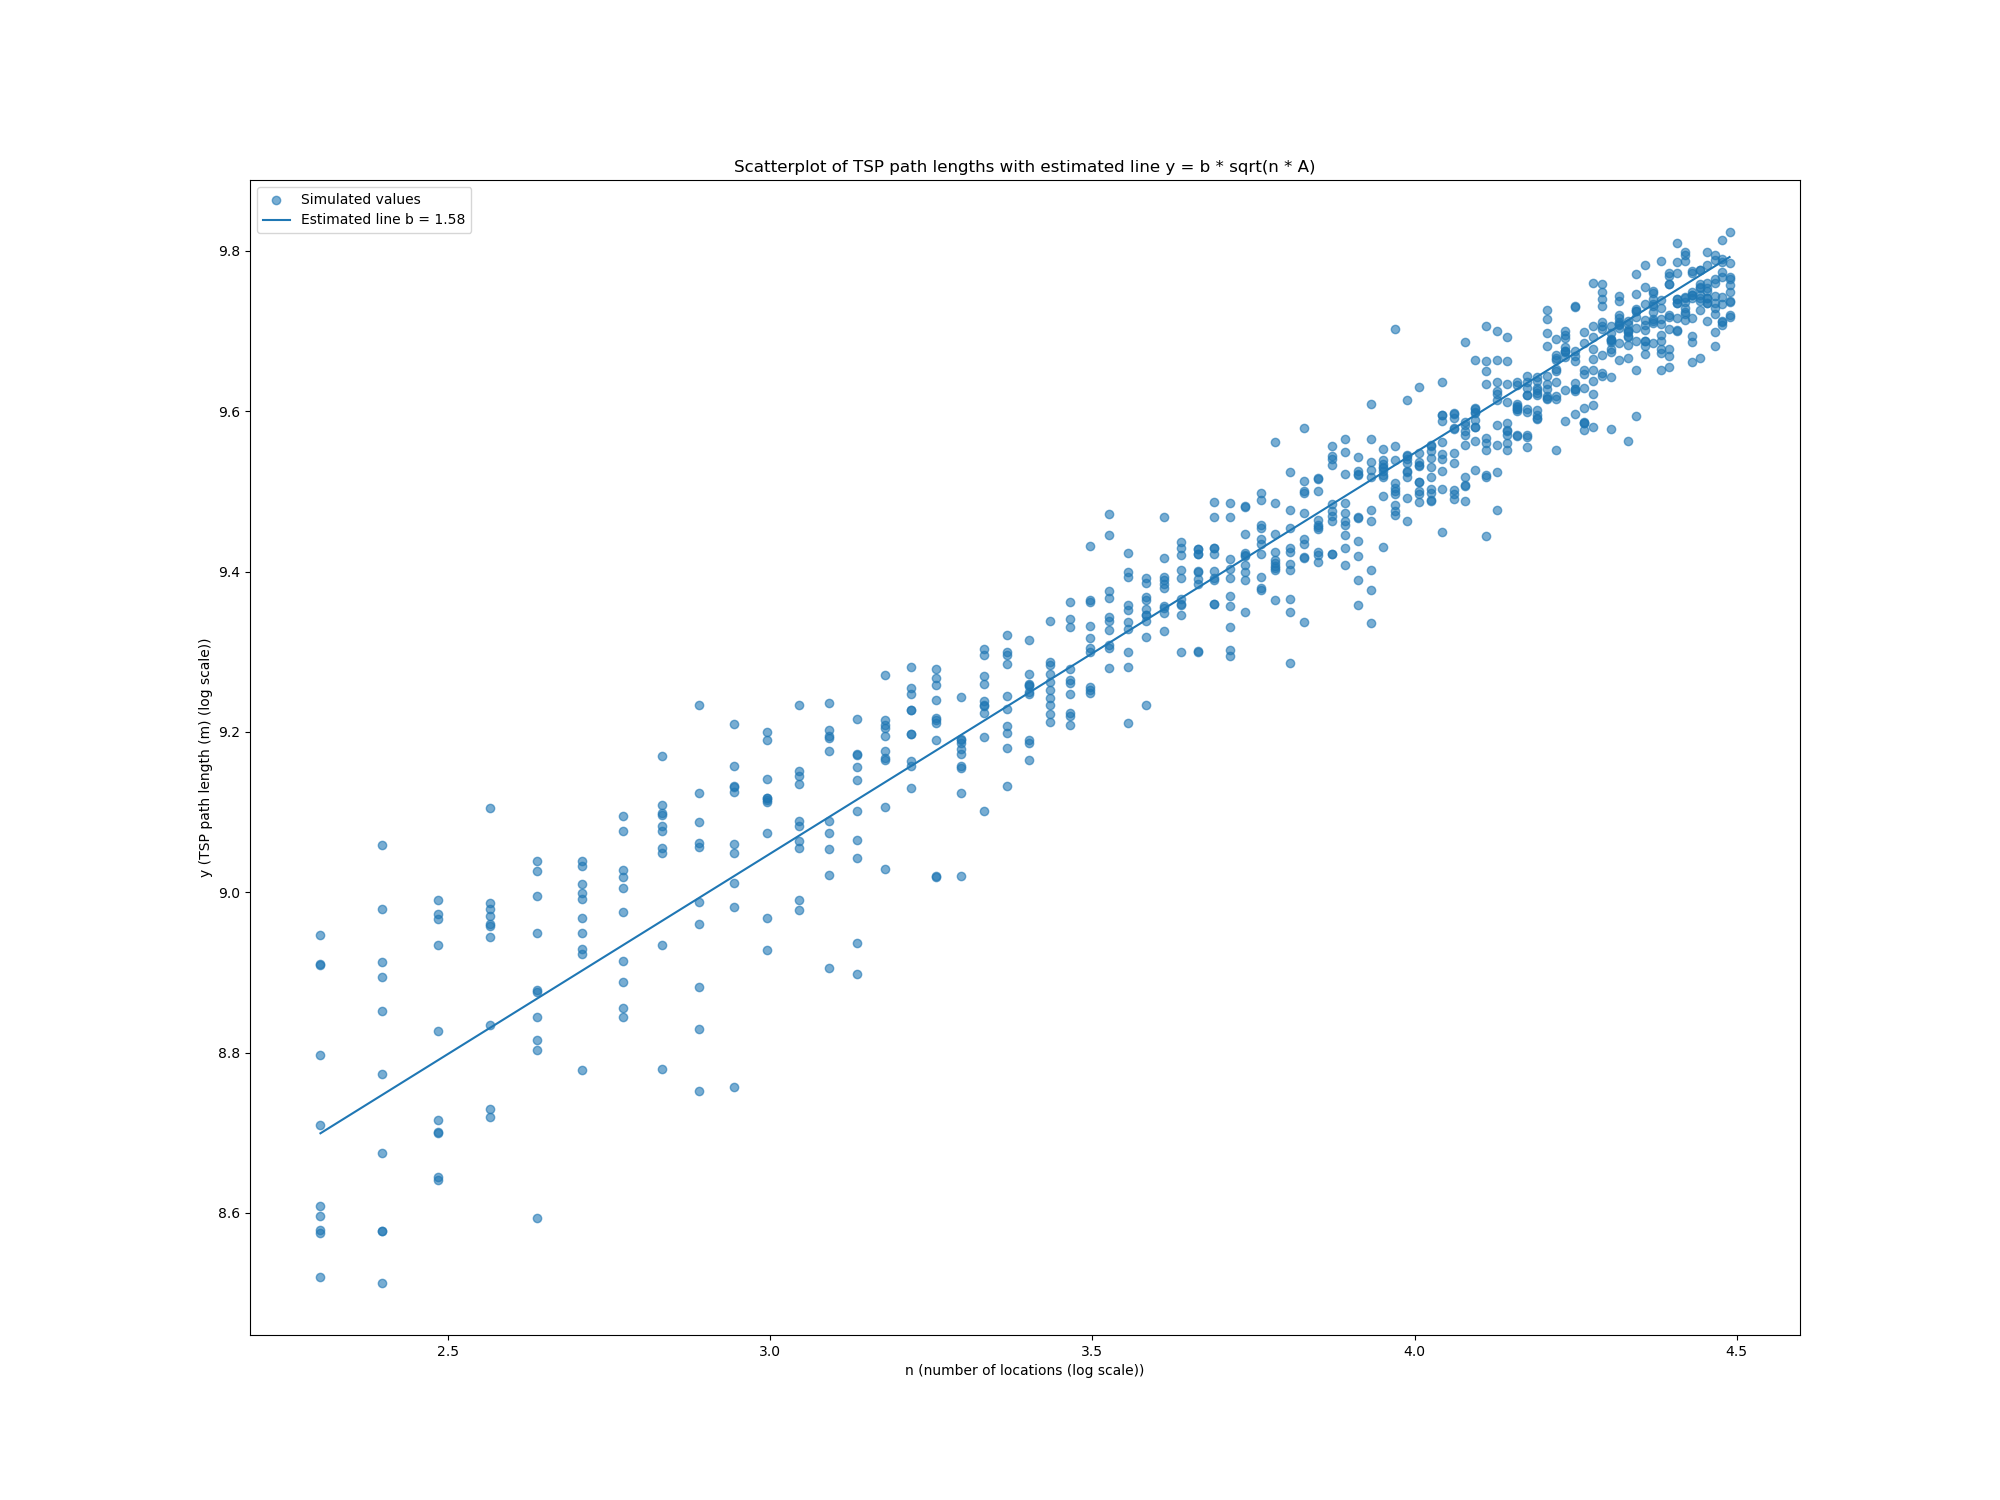 Scatterplot of TSP path lengths with estimated line y = b * sqrt(n * A)
Simulated values
Estimated line b = 1.58
y (TSP path length (m) (log scale))
9.8
9.6
9.4
9.2
9.0
8.8
8.6
2.5
3.0
3.5
4.0
4.5
n (number of locations (log scale))